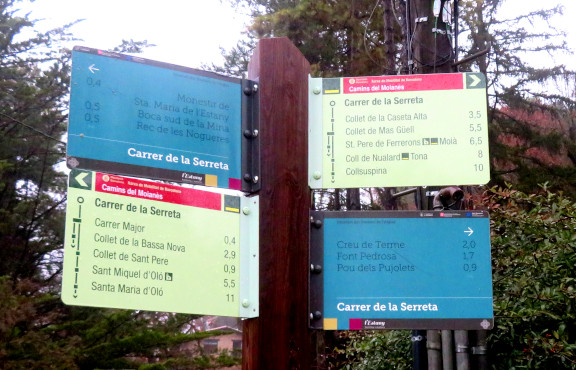 0,4 Monestir de
0,5 Sta. Maria de l'Estany
0,5 Boca sud de la Mina
Rec de les Nogueres
Carrer de la Serreta
l'Estany
Camins del Moianès
Carrer de la Serreta
Carrer Major 0,4
Collet de la Bassa Nova 2,9
Collet de Sant Pere 0,9
Sant Miquel d'Oló 5,5
Santa Maria d'Oló 11
Camins del Moianès
Carrer de la Serreta
Collet de la Caseta Alta 3,5
Collet de Mas Güell 5,5
St. Pere de Ferrerons Moià 6,5
Coll de Nualard Tona 8
Collsuspina 10
Creu de Terme 2,0
Font Pedrosa 1,7
Pou dels Pujolets 0,9
Carrer de la Serreta
l'Estany